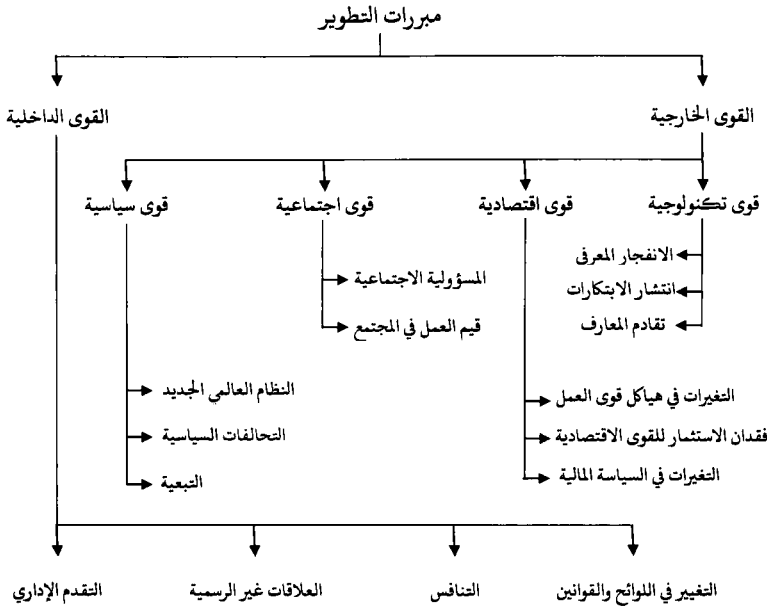 مبررات التطوير
القوى الخارجية
القوى الداخلية
قوى تكنولوجية
قوى اقتصادية
قوى اجتماعية
قوى سياسية
الانفجار المعرفى
انتشار الابتكارات
تقادم المعارف
المسؤولية الاجتماعية
قيم العمل في المجتمع
التغيرات في هياكل قوى العمل
فقدان الاستثمار للقوى الاقتصادية
التغيرات في السياسة المالية
النظام العالمي الجديد
التحالفات السياسية
التبعية
التغيير في اللوائح والقوانين
التنافس
العلاقات غير الرسمية
التقدم الإداري